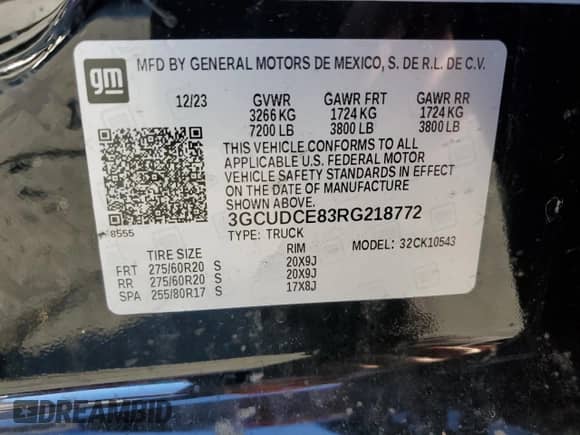 gm
MFD BY GENERAL MOTORS DE MEXICO, S. DE R.L. DE C.V.
12/23 GVWR GAWR FRT GAWR RR
3266 KG 1724 KG 1724 KG
7200 LB 3800 LB 3800 LB
THIS VEHICLE CONFORMS TO ALL
APPLICABLE U.S. FEDERAL MOTOR
VEHICLE SAFETY STANDARDS IN EFFECT
ON THE DATE OF MANUFACTURE
SHOWN ABOVE.
8555 3GCUDCE83RG218772
TYPE: TRUCK MODEL: 32CK10543
TIRE SIZE RIM
FRT 275/60R20 S 20X9J
RR 275/60R20 S 20X9J
SPA 255/80R17 S 17X8J
DREAMBID